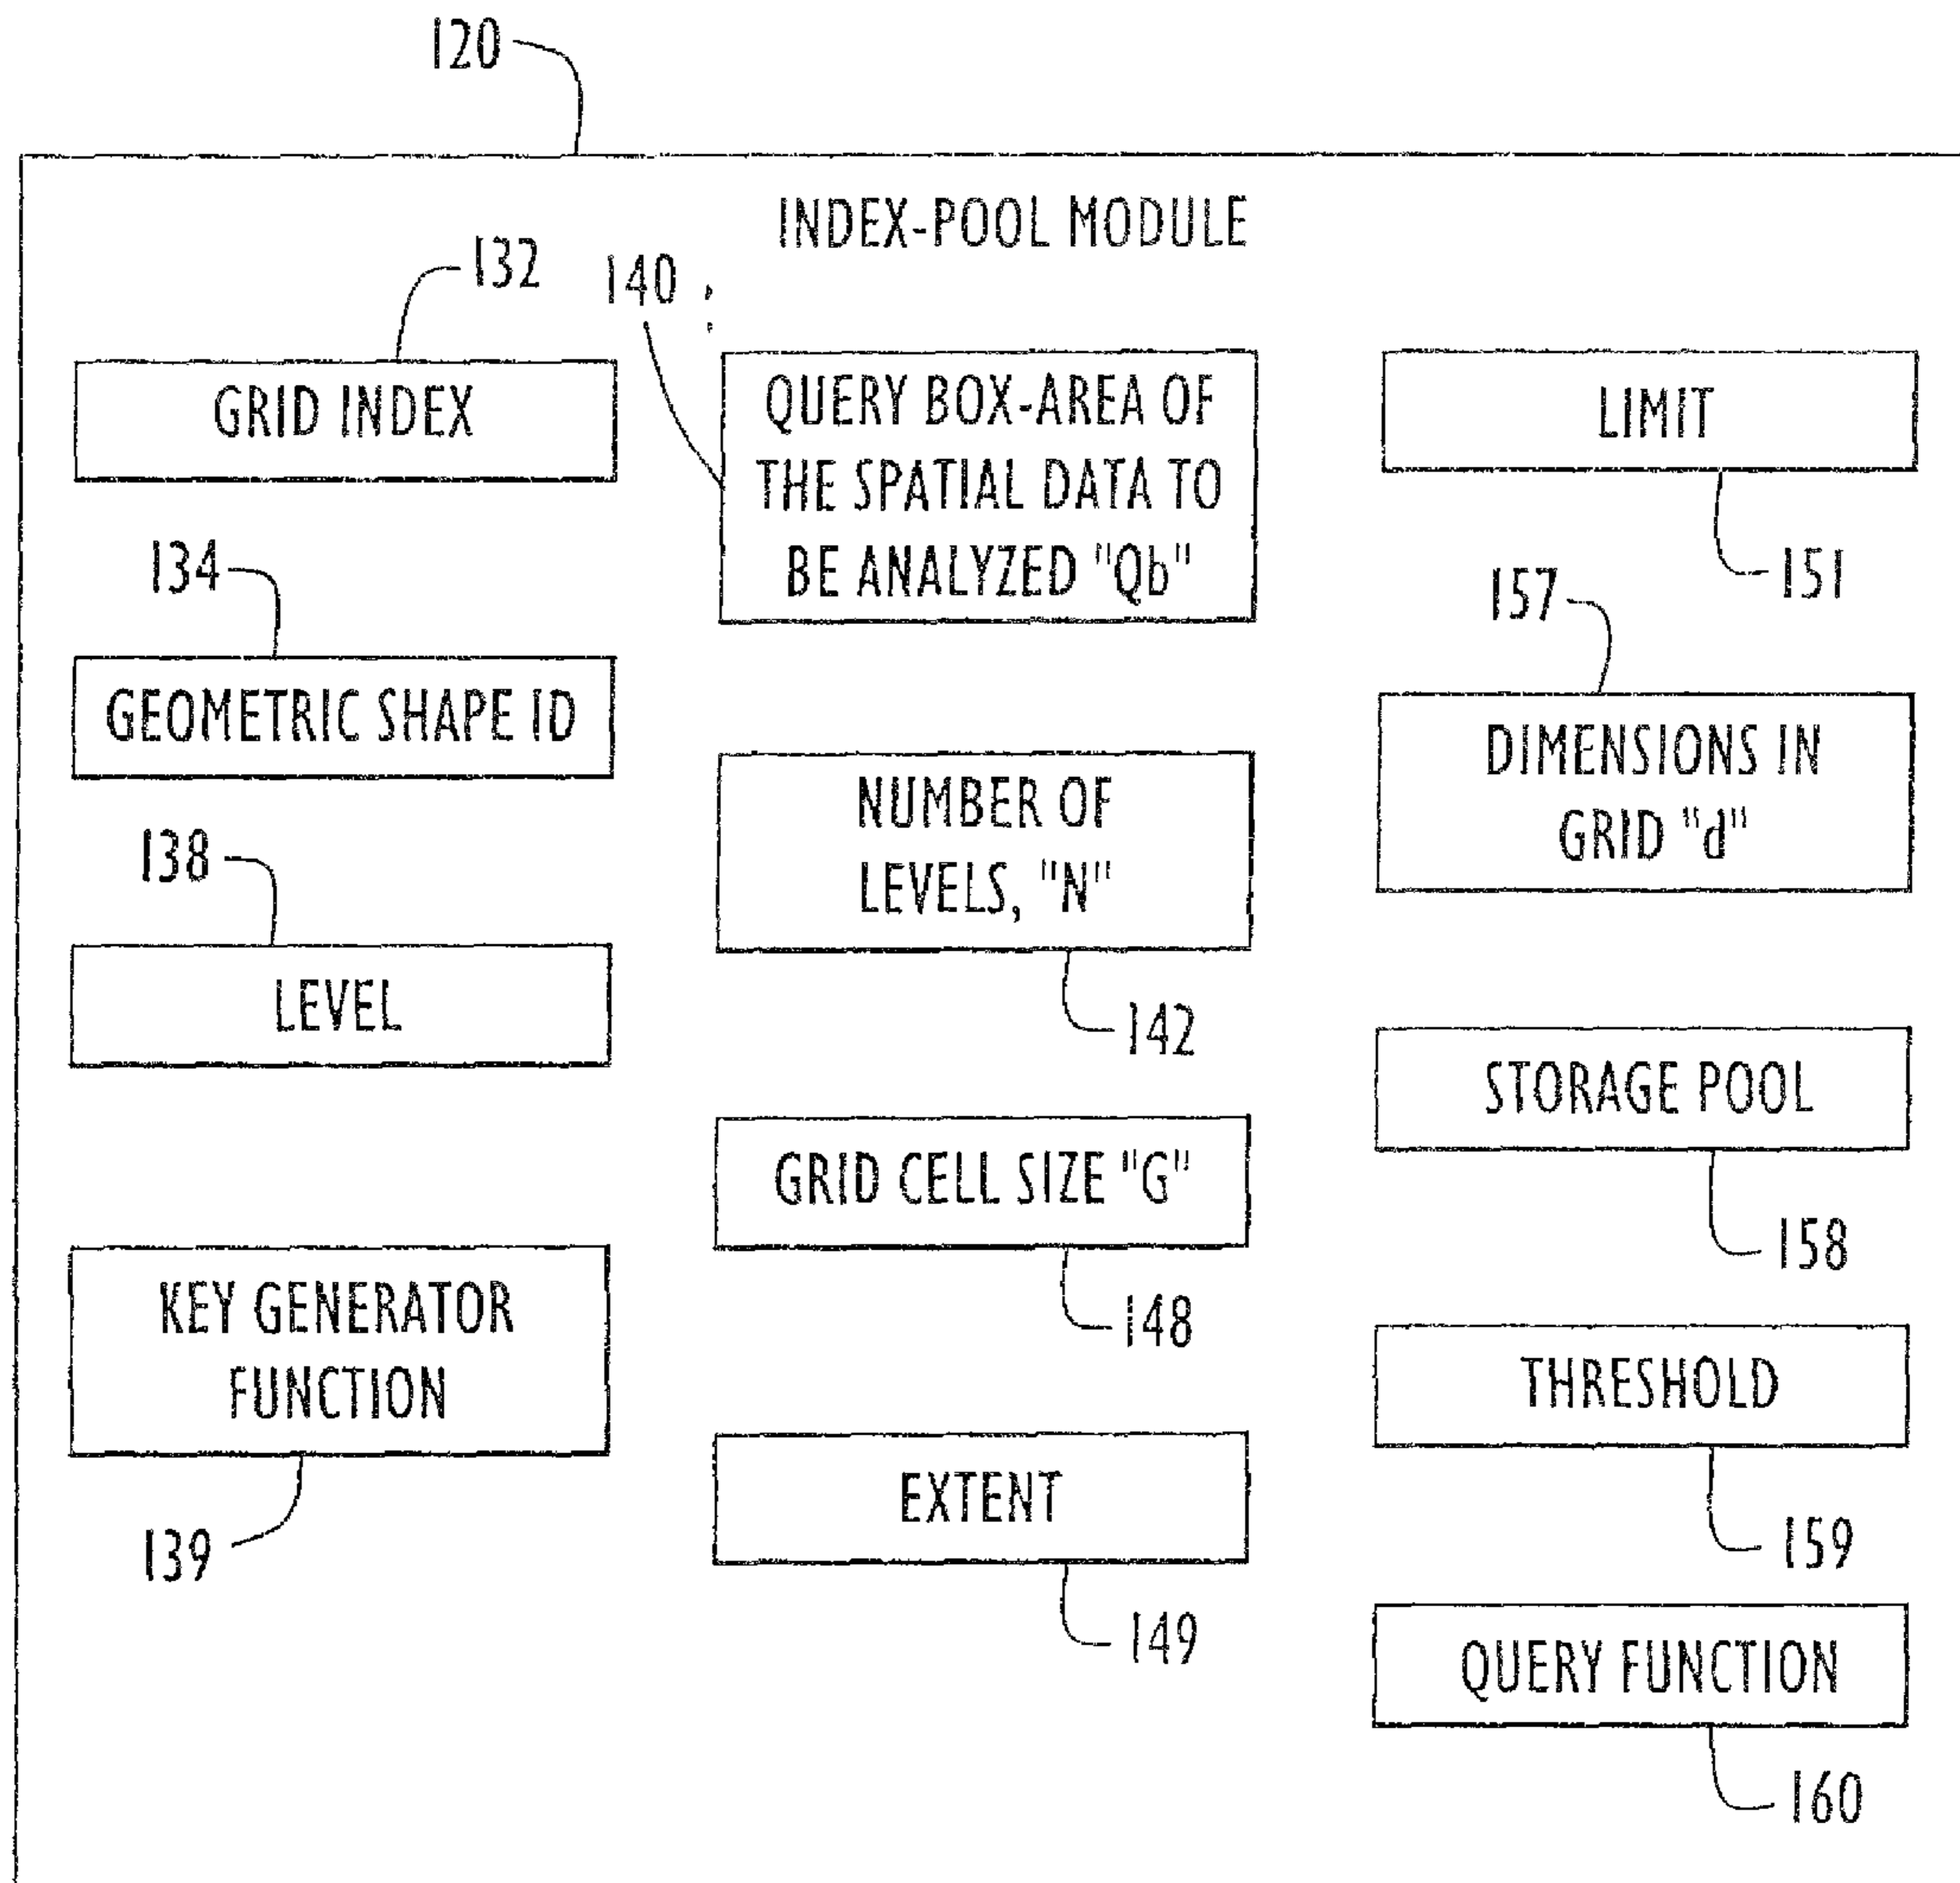 120
INDEX-POOL MODULE
132
GRID INDEX
134
GEOMETRIC SHAPE ID
138
LEVEL
KEY GENERATOR
FUNCTION
139
140
QUERY BOX-AREA OF
THE SPATIAL DATA TO
BE ANALYZED "Qb"
NUMBER OF
LEVELS, "N"
142
GRID CELL SIZE "G"
148
EXTENT
149
LIMIT
151
157
DIMENSIONS IN
GRID "d"
STORAGE POOL
158
THRESHOLD
159
QUERY FUNCTION
160